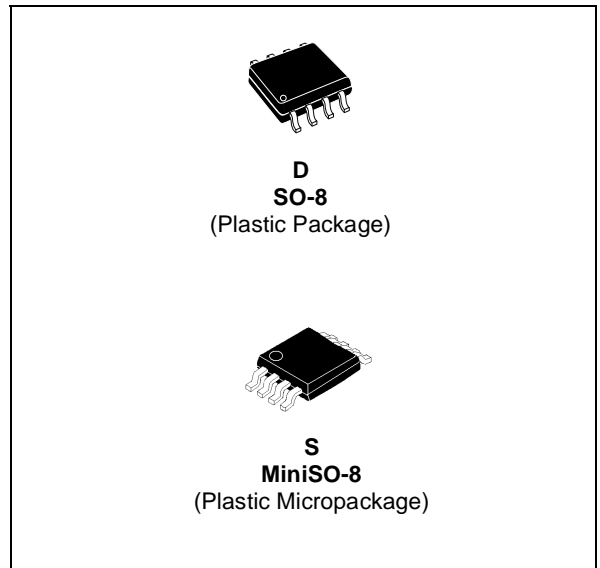 D
SO-8
(Plastic Package)
S
MiniSO-8
(Plastic Micropackage)